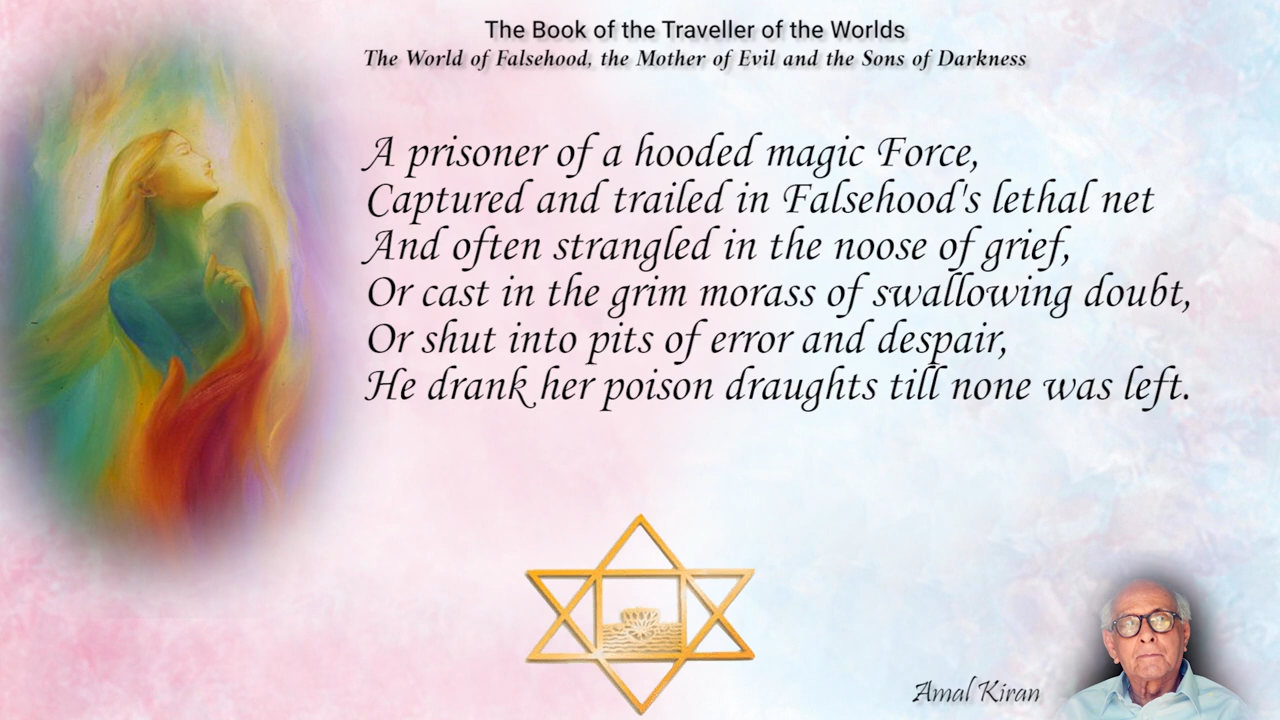 The Book of the Traveller of the Worlds
The World of Falsehood, the Mother of Evil and the Sons of Darkness
A prisoner of a hooded magic Force,
Captured and trailed in Falsehood's lethal net
And often strangled in the noose of grief,
Or cast in the grim morass of swallowing doubt,
Or shut into pits of error and despair,
He drank her poison draughts till none was left.
Amal Kiran